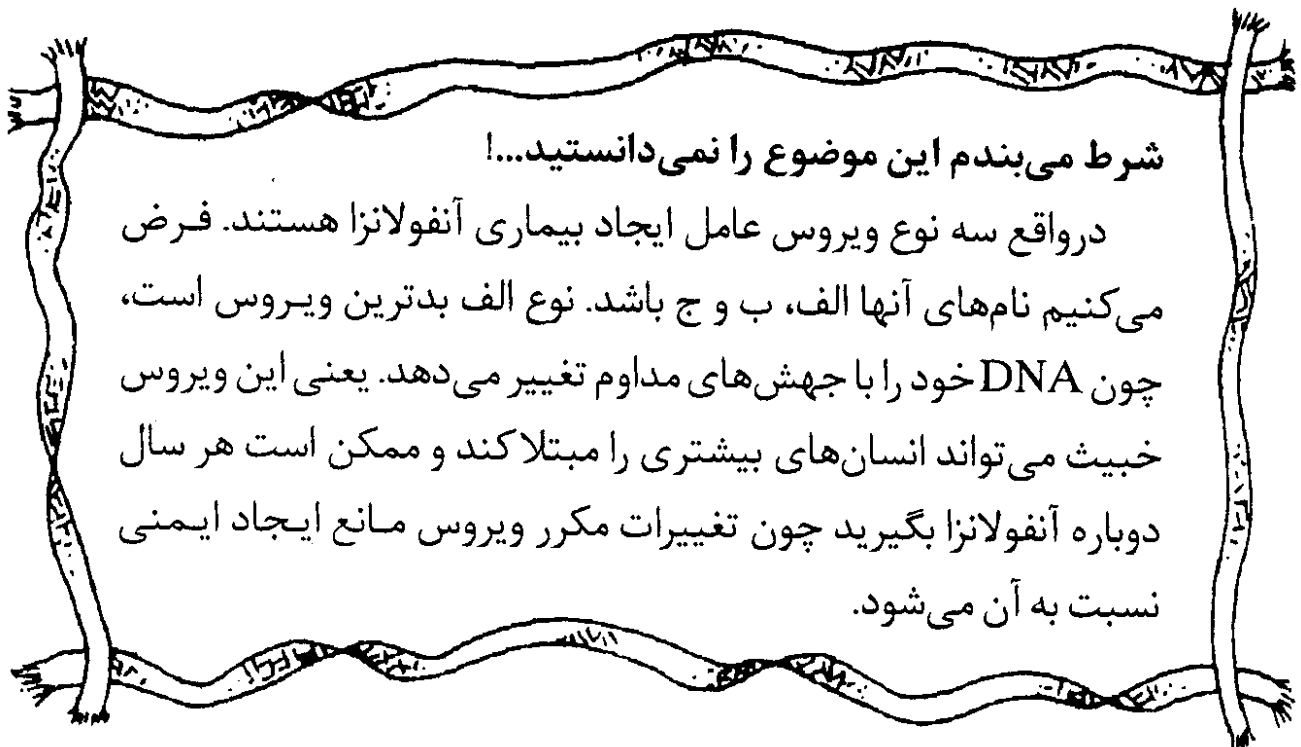 شرط می‌بندم این موضوع را نمی‌دانستید...!
درواقع سه نوع ویروس عامل ایجاد بیماری آنفولانزا هستند. فرض
می‌کنیم نام‌های آنها الف، ب و ج باشد. نوع الف بدترین ویروس است،
چون DNA خود را با جهش‌های مداوم تغییر می‌دهد. یعنی این ویروس
خبیث می‌تواند انسان‌های بیشتری را مبتلا کند و ممکن است هر سال
دوباره آنفولانزا بگیرید چون تغییرات مکرر ویروس مانع ایجاد ایمنی
نسبت به آن می‌شود.